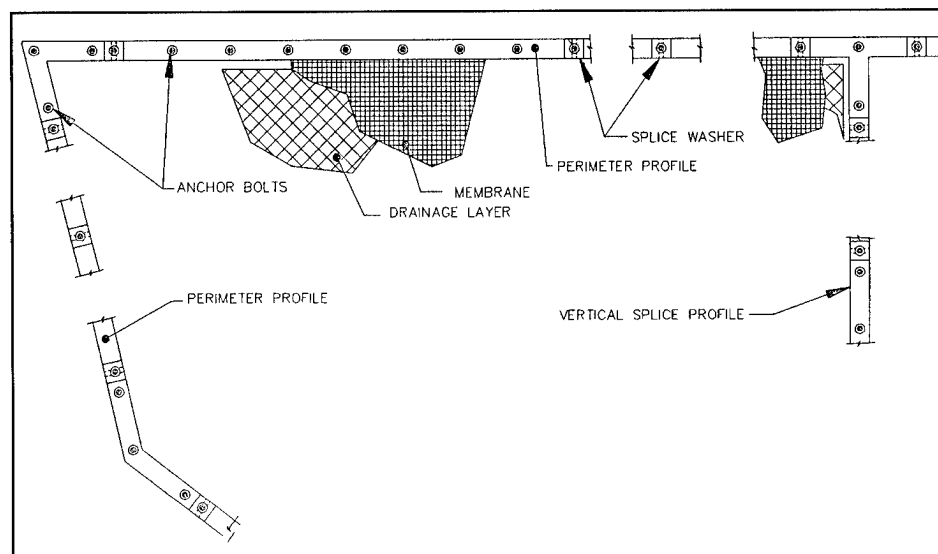 SPLICE WASHER
PERIMETER PROFILE
ANCHOR BOLTS
MEMBRANE
DRAINAGE LAYER
PERIMETER PROFILE
VERTICAL SPLICE PROFILE